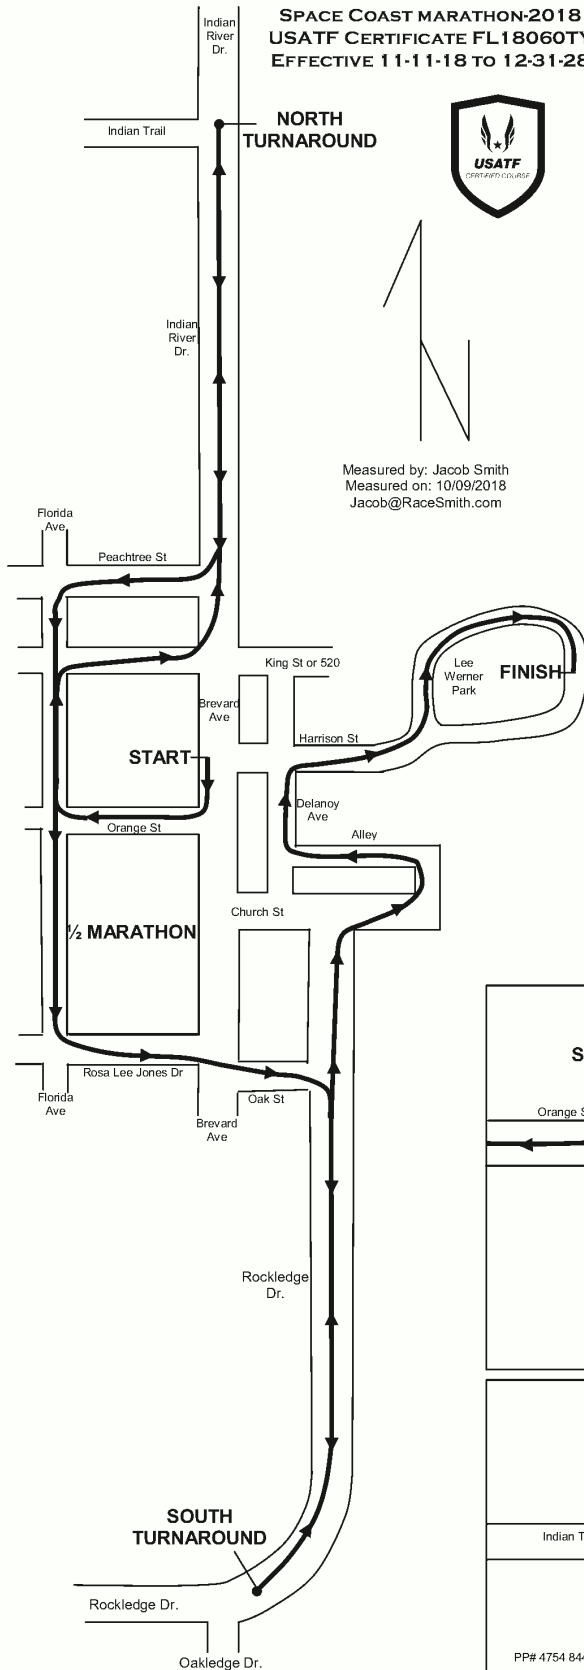 SPACE COAST MARATHON-2018
USATF CERTIFICATE FL18060TY
EFFECTIVE 11-11-18 TO 12-31-28
Indian
River
Dr.
NORTH
TURNAROUND
Indian Trail
USATF
CERTIFIED COURSE
Indian
River
Dr.
N
Measured by: Jacob Smith
Measured on: 10/09/2018
Jacob@RaceSmith.com
Florida
Ave
Peachtree St
King St or 520
Lee
Werner
Park
FINISH
Brevard
Ave
Harrison St
START
Delanoy
Ave
Orange St
Alley
Church St
½ MARATHON
S
Rosa Lee Jones Dr
Oak St
Florida
Ave
Brevard
Ave
Orange S
Rockledge
Dr.
SOUTH
TURNAROUND
Indian T
Rockledge Dr.
Oakledge Dr.
PP# 4754 844